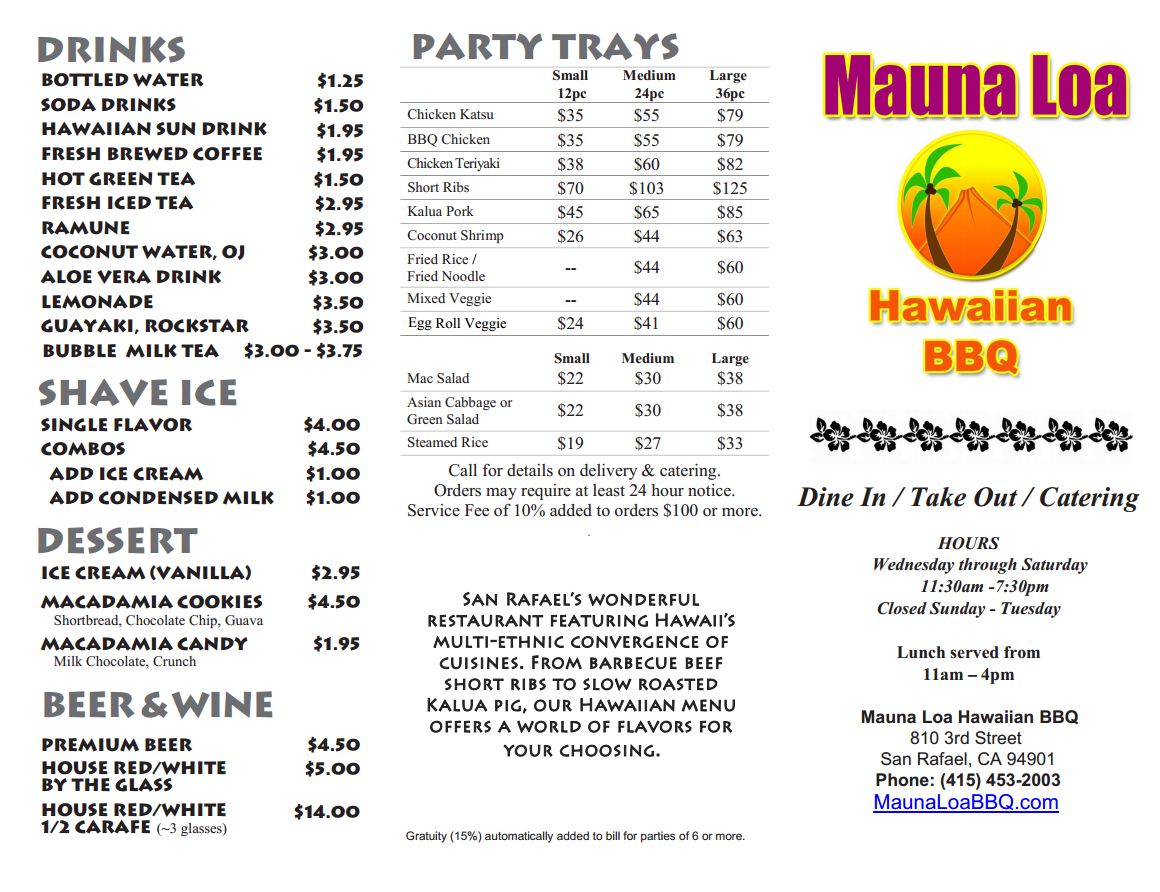 DRINKS
BOTTLED WATER $1.25
SODA DRINKS $1.50
HAWAIIAN SUN DRINK $1.95
FRESH BREWED COFFEE $1.95
HOT GREEN TEA $1.50
FRESH ICED TEA $2.95
RAMUNE $2.95
COCONUT WATER, OJ $3.00
ALOE VERA DRINK $3.00
LEMONADE $3.50
GUAYAKI, ROCKSTAR $3.50
BUBBLE MILK TEA $3.00 - $3.75
SHAVE ICE
SINGLE FLAVOR $4.00
COMBOS $4.50
ADD ICE CREAM $1.00
ADD CONDENSED MILK $1.00
DESSERT
ICE CREAM (VANILLA) $2.95
MACADAMIA COOKIES $4.50
Shortbread, Chocolate Chip, Guava
MACADAMIA CANDY $1.95
Milk Chocolate, Crunch
BEER & WINE
PREMIUM BEER $4.50
HOUSE RED/WHITE $5.00
BY THE GLASS
HOUSE RED/WHITE $14.00
1/2 CARAFE (~3 glasses)
PARTY TRAYS
Small Medium Large
12pc 24pc 36pc
Chicken Katsu $35 $55 $79
BBQ Chicken $35 $55 $79
Chicken Teriyaki $38 $60 $82
Short Ribs $70 $103 $125
Kalua Pork $45 $65 $85
Coconut Shrimp $26 $44 $63
Fried Rice /
Fried Noodle -- $44 $60
Mixed Veggie -- $44 $60
Egg Roll Veggie $24 $41 $60
Small Medium Large
Mac Salad $22 $30 $38
Asian Cabbage or
Green Salad $22 $30 $38
Steamed Rice $19 $27 $33
Call for details on delivery & catering.
Orders may require at least 24 hour notice.
Service Fee of 10% added to orders $100 or more.
.
SAN RAFAEL'S WONDERFUL
RESTAURANT FEATURING HAWAII'S
MULTI-ETHNIC CONVERGENCE OF
CUISINES. FROM BARBECUE BEEF
SHORT RIBS TO SLOW ROASTED
KALUA PIG, OUR HAWAIIAN MENU
OFFERS A WORLD OF FLAVORS FOR
YOUR CHOOSING.
Gratuity (15%) automatically added to bill for parties of 6 or more.
Mauna Loa
Hawaiian
BBQ
Dine In / Take Out / Catering
HOURS
Wednesday through Saturday
11:30am -7:30pm
Closed Sunday - Tuesday
Lunch served from
11am – 4pm
Mauna Loa Hawaiian BBQ
810 3rd Street
San Rafael, CA 94901
Phone: (415) 453-2003
MaunaLoaBBQ.com